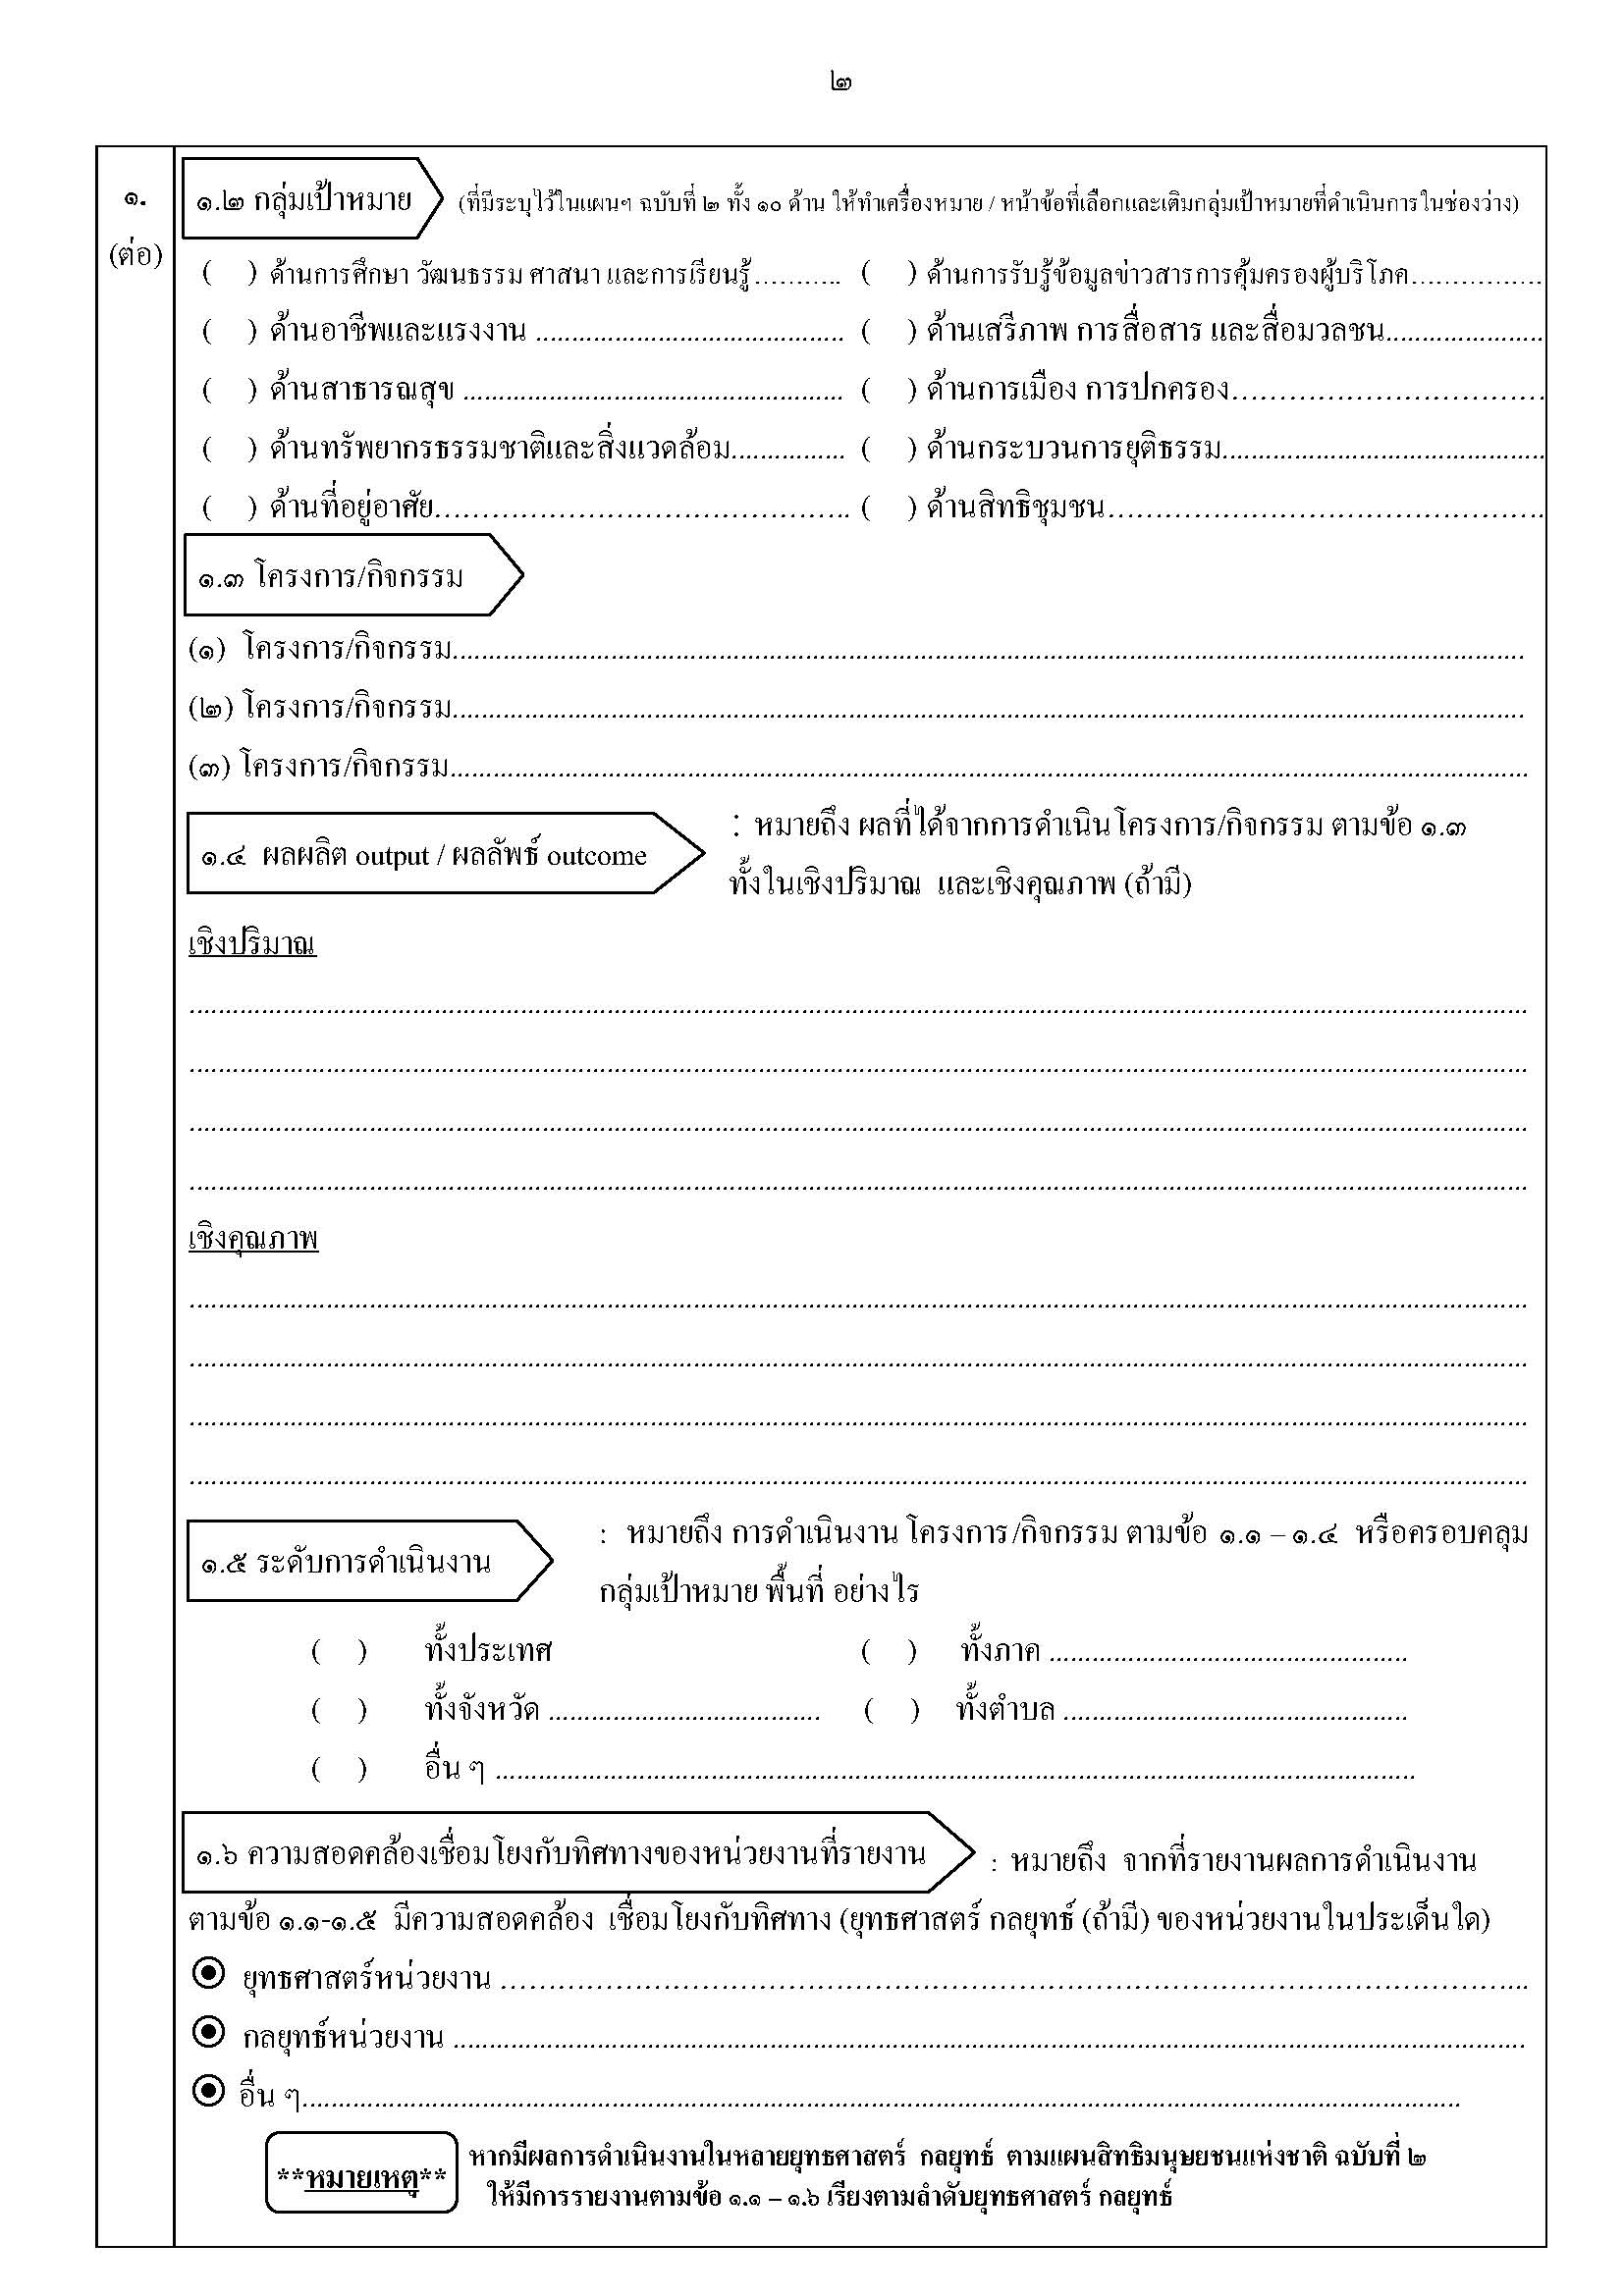 ๒
๑.
(ต่อ)
๑.๒ กลุ่มเป้าหมาย (ที่มีระบุไว้ในแผนฯ ฉบับที่ ๒ ทั้ง ๑๐ ด้าน ให้ทำเครื่องหมาย / หน้าข้อที่เลือกและเติมกลุ่มเป้าหมายที่ดำเนินการในช่องว่าง)
( ) ด้านการศึกษา วัฒนธรรม ศาสนา และการเรียนรู้........... ( ) ด้านการรับรู้ข้อมูลข่าวสารการคุ้มครองผู้บริโภค................
( ) ด้านอาชีพและแรงงาน ........................................... ( ) ด้านเสรีภาพ การสื่อสาร และสื่อมวลชน......................
( ) ด้านสาธารณสุข ..................................................... ( ) ด้านการเมือง การปกครอง.......................................
( ) ด้านทรัพยากรธรรมชาติและสิ่งแวดล้อม................ ( ) ด้านกระบวนการยุติธรรม.............................................
( ) ด้านที่อยู่อาศัย.................................................... ( ) ด้านสิทธิชุมชน......................................................
๑.๓ โครงการ/กิจกรรม
(๑) โครงการ/กิจกรรม....................................................................................................
(๒) โครงการ/กิจกรรม....................................................................................................
(๓) โครงการ/กิจกรรม....................................................................................................
๑.๔ ผลผลิต output / ผลลัพธ์ outcome : หมายถึง ผลที่ได้จากการดำเนินโครงการ/กิจกรรม ตามข้อ ๑.๓
ทั้งในเชิงปริมาณ และเชิงคุณภาพ (ถ้ามี)
เชิงปริมาณ
....................................................................................................
....................................................................................................
....................................................................................................
....................................................................................................
เชิงคุณภาพ
....................................................................................................
....................................................................................................
....................................................................................................
....................................................................................................
๑.๕ ระดับการดำเนินงาน : หมายถึง การดำเนินงาน โครงการ/กิจกรรม ตามข้อ ๑.๑ – ๑.๔ หรือครอบคลุม
กลุ่มเป้าหมาย พื้นที่ อย่างไร
( ) ทั้งประเทศ ( ) ทั้งภาค ..................................................
( ) ทั้งจังหวัด ...................................... ( ) ทั้งตำบล ................................................
( ) อื่น ๆ ....................................................................................................
๑.๖ ความสอดคล้องเชื่อมโยงกับทิศทางของหน่วยงานที่รายงาน : หมายถึง จากที่รายงานผลการดำเนินงาน
ตามข้อ ๑.๑-๑.๕ มีความสอดคล้อง เชื่อมโยงกับทิศทาง (ยุทธศาสตร์ กลยุทธ์ (ถ้ามี) ของหน่วยงานในประเด็นใด)
ยุทธศาสตร์หน่วยงาน ....................................................................................................
กลยุทธ์หน่วยงาน ....................................................................................................
อื่น ๆ....................................................................................................
**หมายเหตุ** หากมีผลการดำเนินงานในหลายยุทธศาสตร์ กลยุทธ์ ตามแผนสิทธิมนุษยชนแห่งชาติ ฉบับที่ ๒
ให้มีการรายงานตามข้อ ๑.๑ – ๑.๖ เรียงตามลำดับยุทธศาสตร์ กลยุทธ์